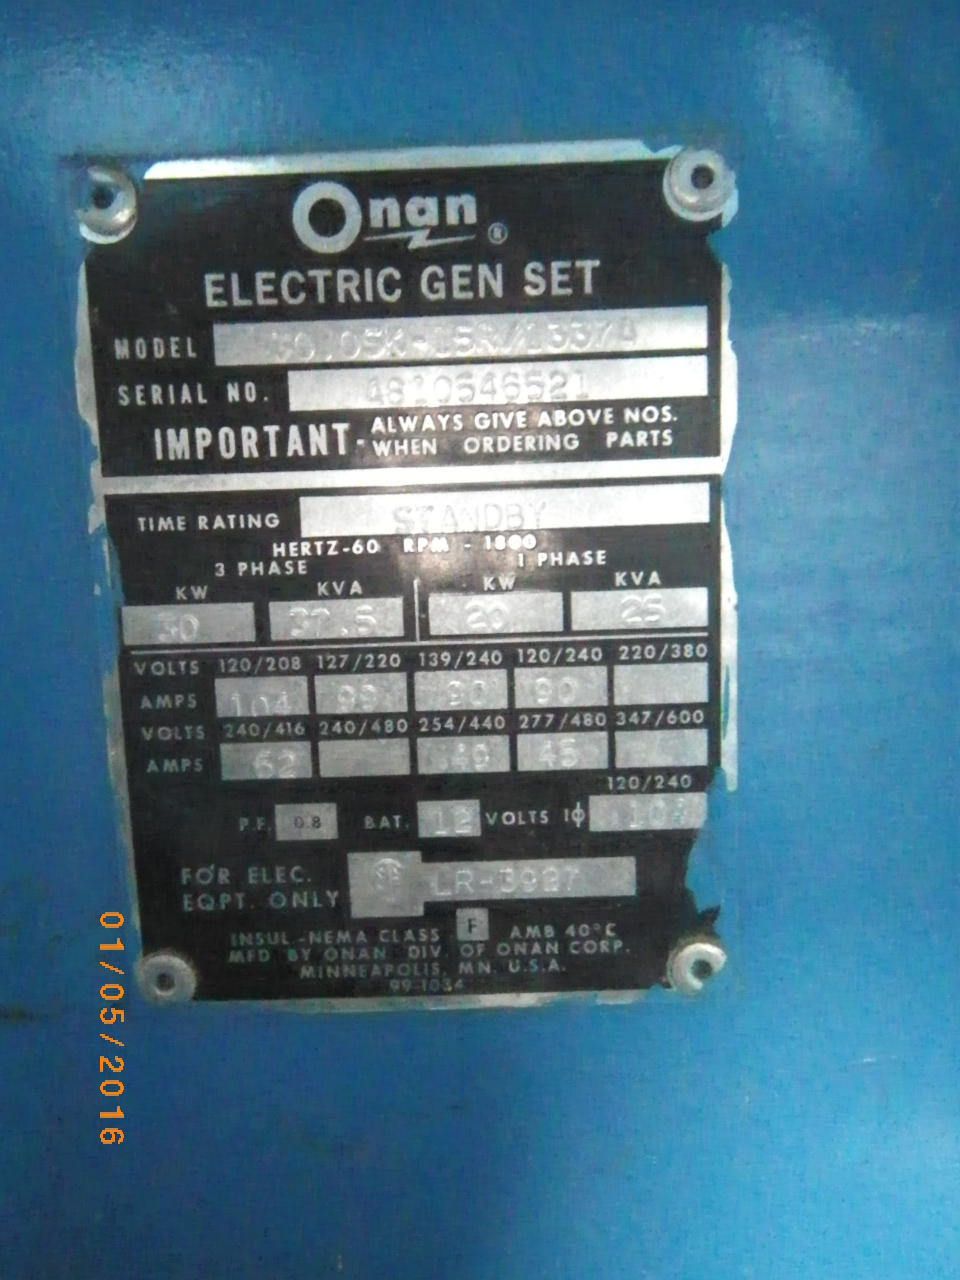 Onan ®
ELECTRIC GEN SET
MODEL
SERIAL NO. 4810546521
IMPORTANT- ALWAYS GIVE ABOVE NOS.
WHEN ORDERING PARTS
TIME RATING STANDBY
HERTZ-60 RPM - 1800
3 PHASE 1 PHASE
KW KVA KW KVA
30 37.5 20 25
VOLTS 120/208 127/220 139/240 120/240 220/380
AMPS 104 99 90 90
VOLTS 240/416 240/480 254/440 277/480 347/600
AMPS 52 49 45
120/240
P.F. 0.8 BAT. 12 VOLTS 1ϕ 104
FOR ELEC. EQPT. ONLY LR-3927
INSUL-NEMA CLASS F AMB 40°C
MFD BY ONAN DIV. OF ONAN CORP.
MINNEAPOLIS, MN. U.S.A.
99-1034
01/05/2016